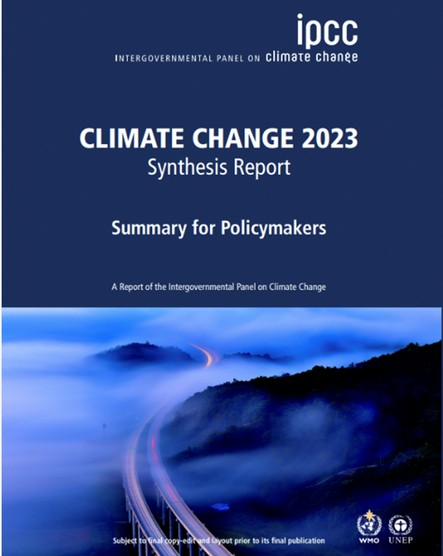 ipcc
INTERGOVERNMENTAL PANEL ON climate change
CLIMATE CHANGE 2023
Synthesis Report
Summary for Policymakers
A Report of the Intergovernmental Panel on Climate Change
Subject to final copy-edit and layout prior to its final publication
WMO UNEP